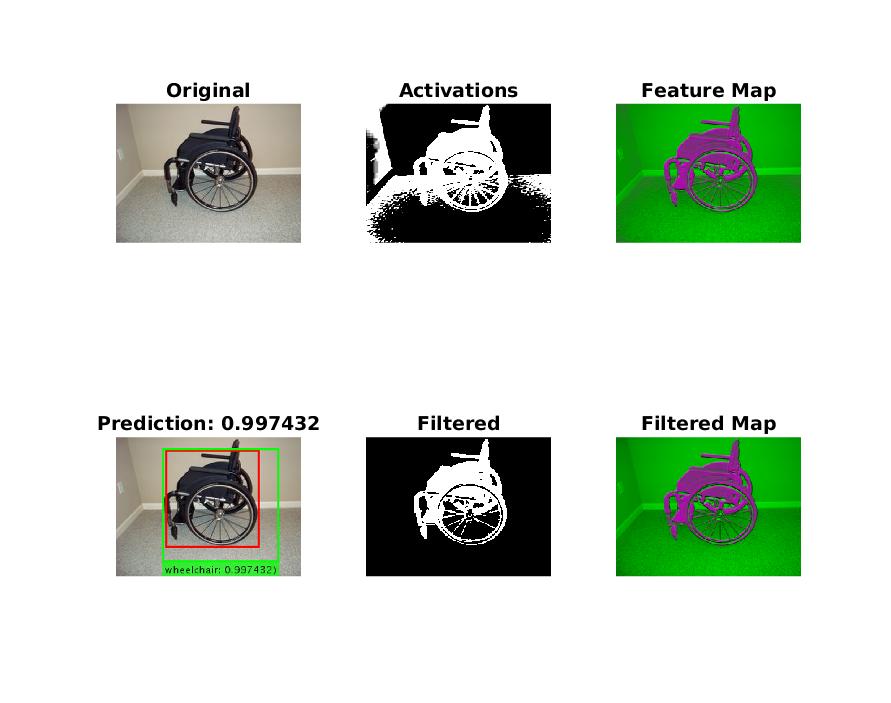 Original
Activations
Feature Map
Prediction: 0.997432
Filtered
Filtered Map
wheelchair: 0.997432)